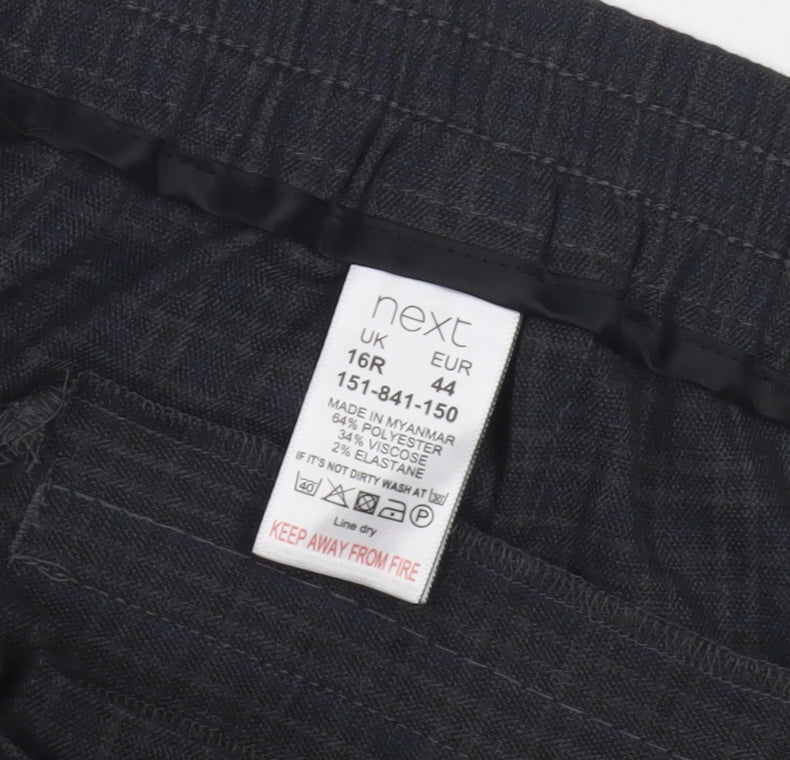 next
UK EUR
16R 44
151-841-150
MADE IN MYANMAR
64% POLYESTER
34% VISCOSE
2% ELASTANE
IF IT'S NOT DIRTY WASH AT 30
40 P
Line dry
KEEP AWAY FROM FIRE